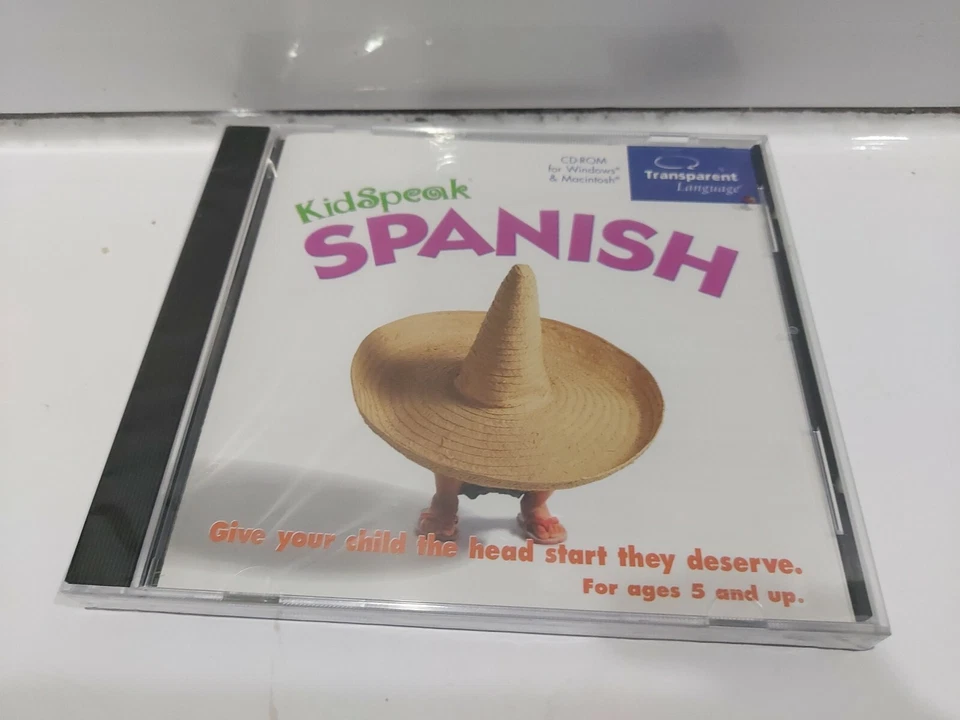 CD-ROM
for Windows®
& Macintosh®
Transparent
Language®
KidSpeak
SPANISH
Give your child the head start they deserve.
For ages 5 and up.